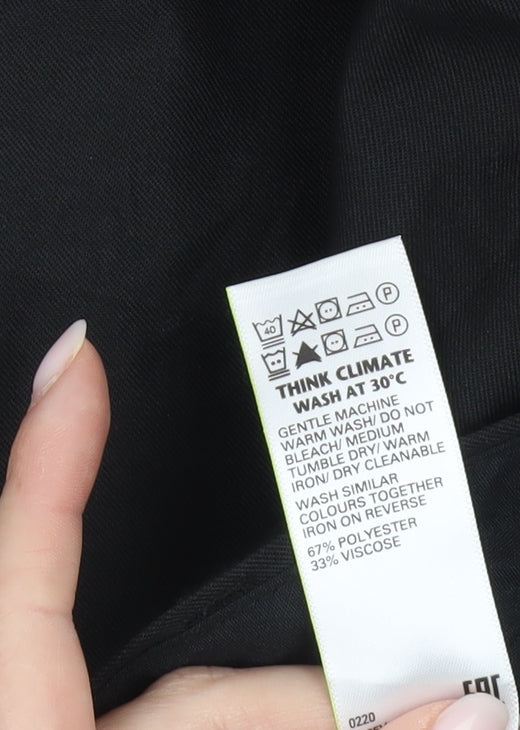 40 P
P
THINK CLIMATE
WASH AT 30°C
GENTLE MACHINE
WARM WASH/ DO NOT
BLEACH/ MEDIUM
TUMBLE DRY/ WARM
IRON/ DRY CLEANABLE
WASH SIMILAR
COLOURS TOGETHER
IRON ON REVERSE
67% POLYESTER
33% VISCOSE
0220